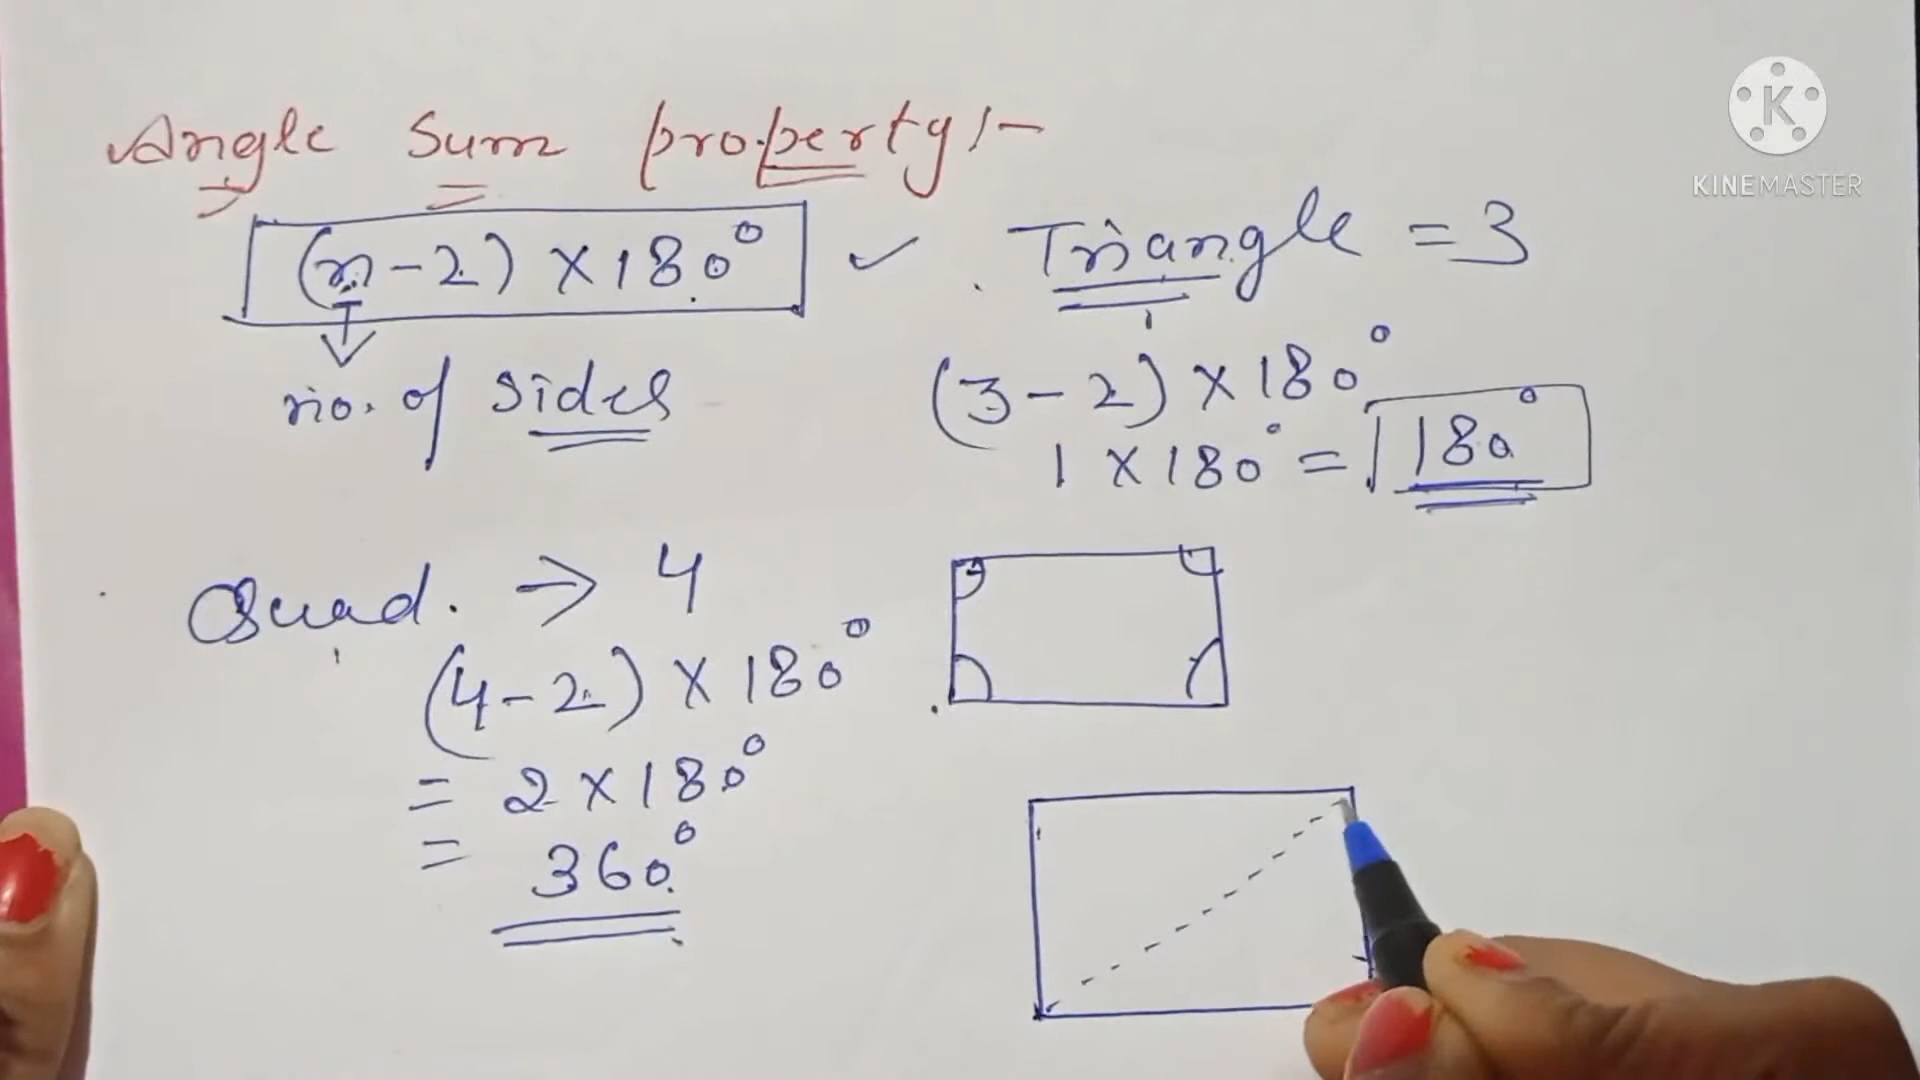 Angle Sum property:-
(n-2) × 180°
no. of sides
Triangle = 3
(3-2) × 180°
1 × 180° = 180°
Quad. → 4
(4-2) × 180°
= 2 × 180°
= 360°
K
KINEMASTER